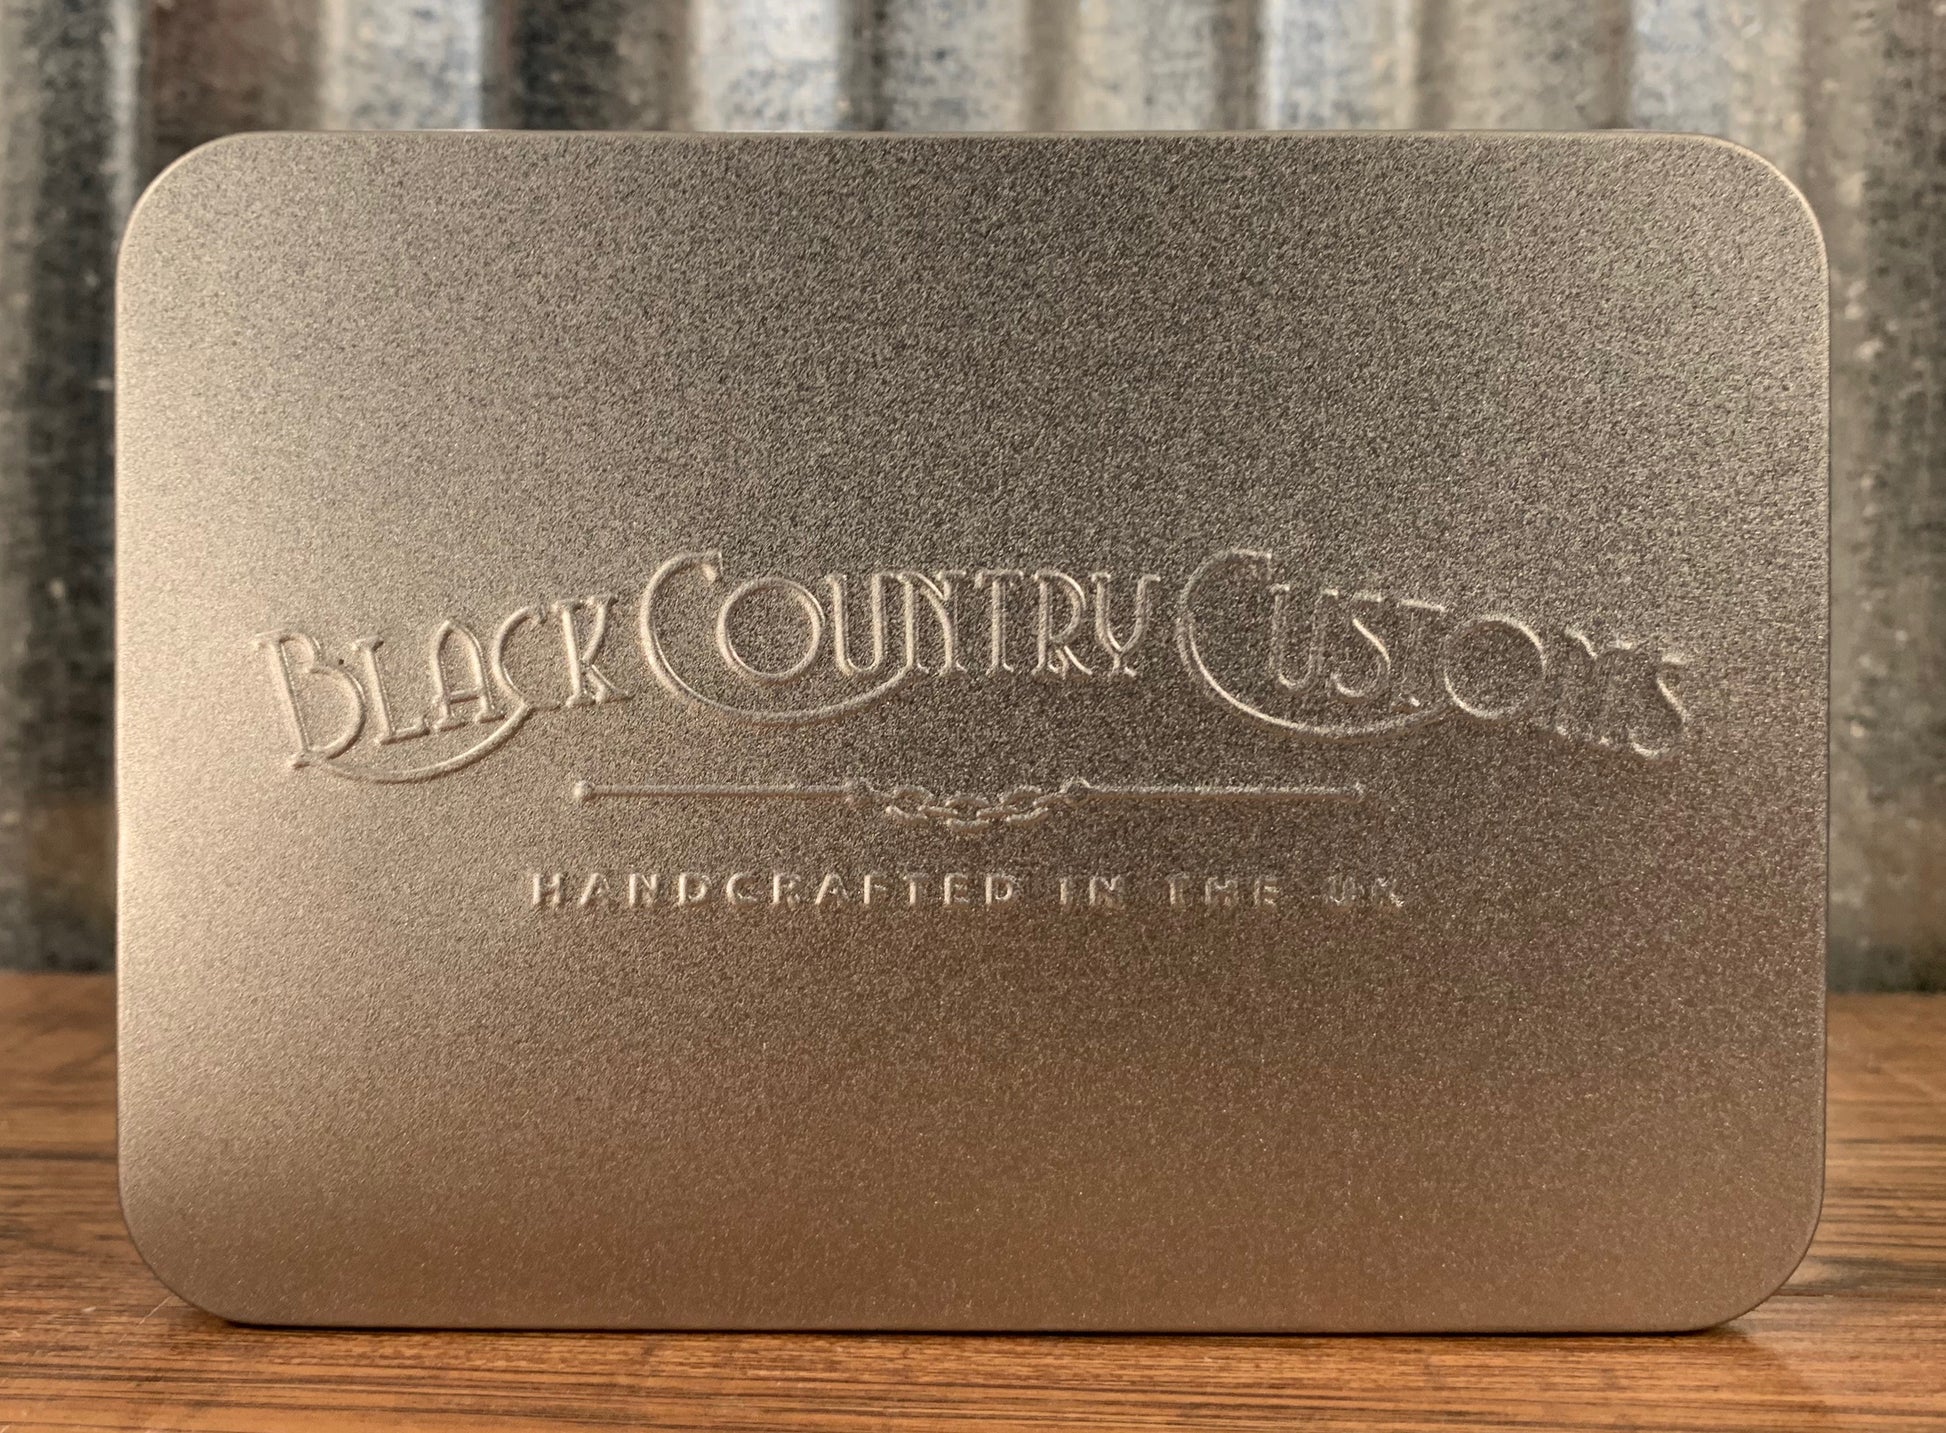 BLACK COUNTRY CUSTOMS
HANDCRAFTED IN THE UK